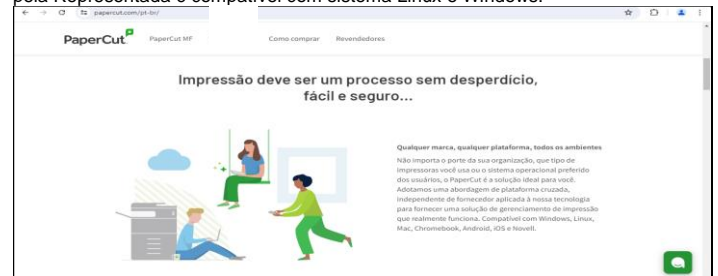 pela Representada é compatível com sistema Linux e Windows.
papercut.com/pt-br/
PaperCut
PaperCut MF
Como comprar
Revendedores
Impressão deve ser um processo sem desperdício,
fácil e seguro...
Qualquer marca, qualquer plataforma, todos os ambientes
Não importa o porte da sua organização, que tipo de
impressoras você usa ou o sistema operacional preferido
dos usuários, o PaperCut é a solução ideal para você.
Adotamos uma abordagem de plataforma cruzada,
independente de fornecedor aplicada à nossa tecnologia
para fornecer uma solução de gerenciamento de impressão
que realmente funciona. Compatível com Windows, Linux,
Mac, Chromebook, Android, iOS e Novell.